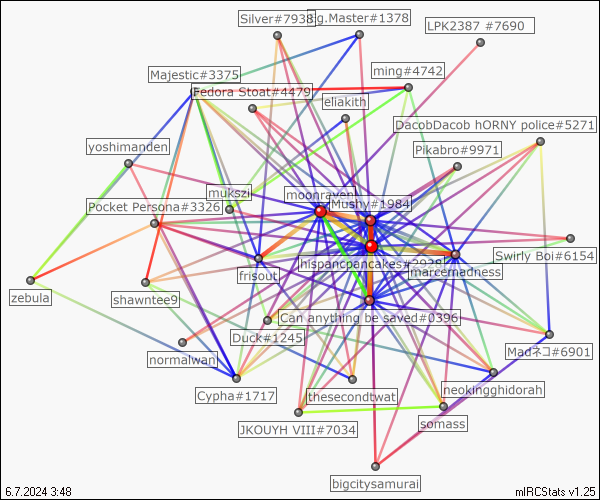 Silver#7938
g.Master#1378
LPK2387 #7690
Majestic#3375
ming#4742
Fedora Stoat#4479
eliakith
DacobDacob hORNY police#5271
yoshimanden
Pikabro#9971
mukszi
moonraven
Mushy#1984
Pocket Persona#3326
Swirly Boi#6154
hispancpancakes#2928
marcernadness
frisout
zebula
shawntee9
Can anything be saved#0396
Duck#1245
Madネコ#6901
normalwan
neokingghidorah
Cypha#1717
thesecondtwat
somass
JKOUYH VIII#7034
bigcitysamurai
6.7.2024 3:48
mIRCStats v1.25